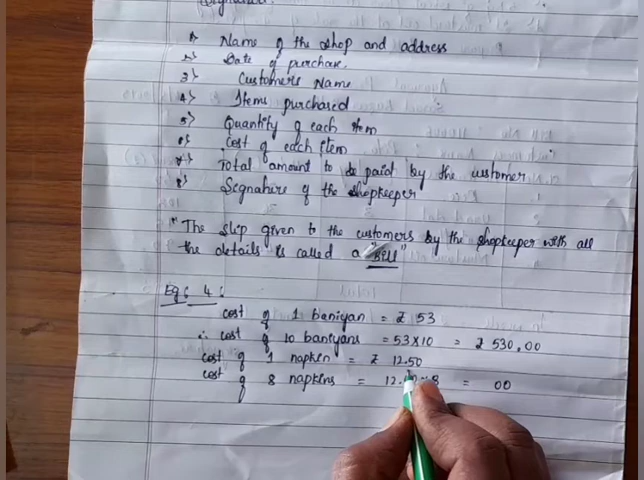 1> Name of the shop and address
2> Date of purchase.
3> Customer's Name
4> Items purchased
5> Quantity of each item
6> Cost of each item
7> Total amount to be paid by the customer
8> Signature of the shopkeeper
"The slip given to the customers by the shopkeeper with all
the details is called a "Bill"
Eg: 4:
cost of 1 baniyan = ₹ 53
∴ cost of 10 baniyans = 53×10 = ₹ 530.00
cost of 1 napken = ₹ 12.50
cost of 8 napkins = 00